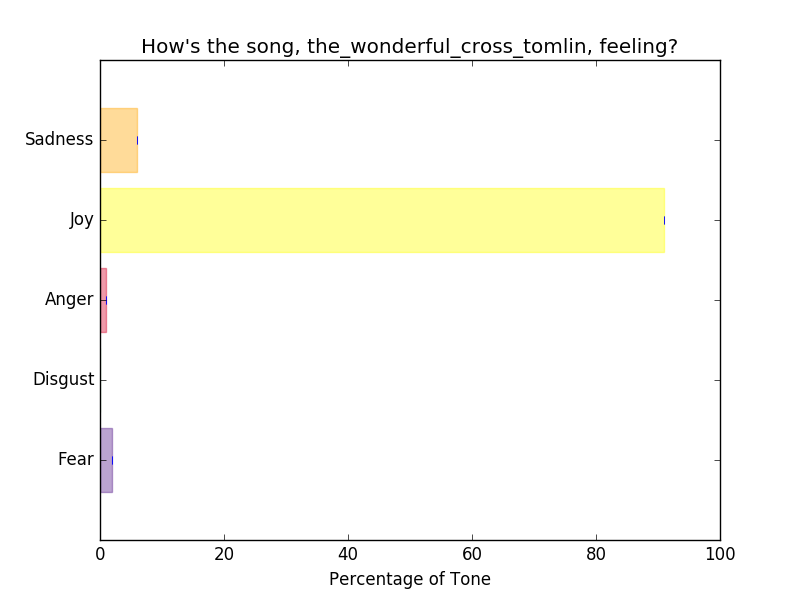 How's the song, the_wonderful_cross_tomlin, feeling?
Sadness
Joy
Anger
Disgust
Fear
0 20 40 60 80 100
Percentage of Tone